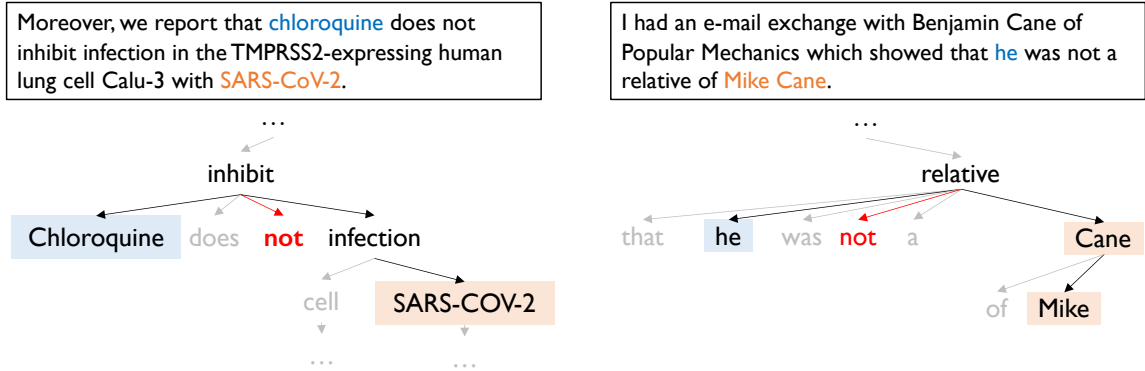 Moreover, we report that chloroquine does not
inhibit infection in the TMPRSS2-expressing human
lung cell Calu-3 with SARS-CoV-2.
...
inhibit
Chloroquine does not infection
cell SARS-COV-2
... ...
I had an e-mail exchange with Benjamin Cane of
Popular Mechanics which showed that he was not a
relative of Mike Cane.
...
relative
that he was not a Cane
of Mike